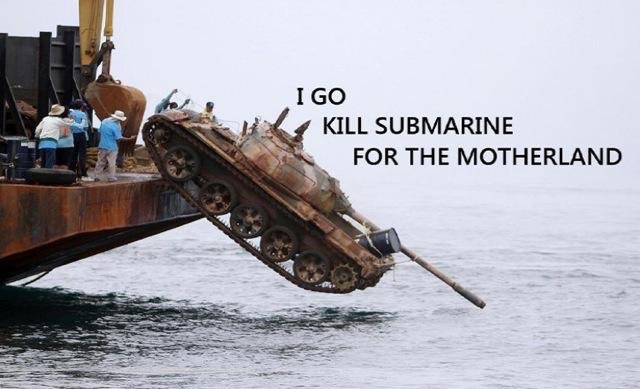 I GO
KILL SUBMARINE
FOR THE MOTHERLAND